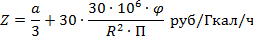 Z = a/3 + 30 · (30 · 10⁶ · φ)/(R² · П) руб/Гкал/ч